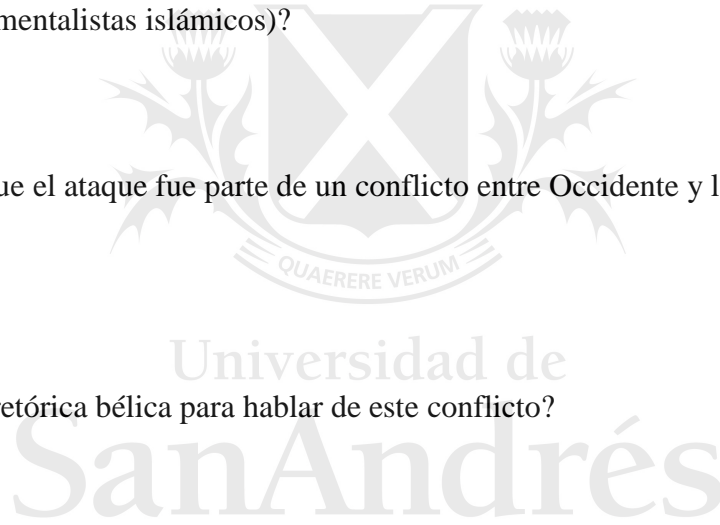 mentalistas islámicos)?
ue el ataque fue parte de un conflicto entre Occidente y l
QUAERERE VERUM
Universidad de
retórica bélica para hablar de este conflicto?
SanAndrés